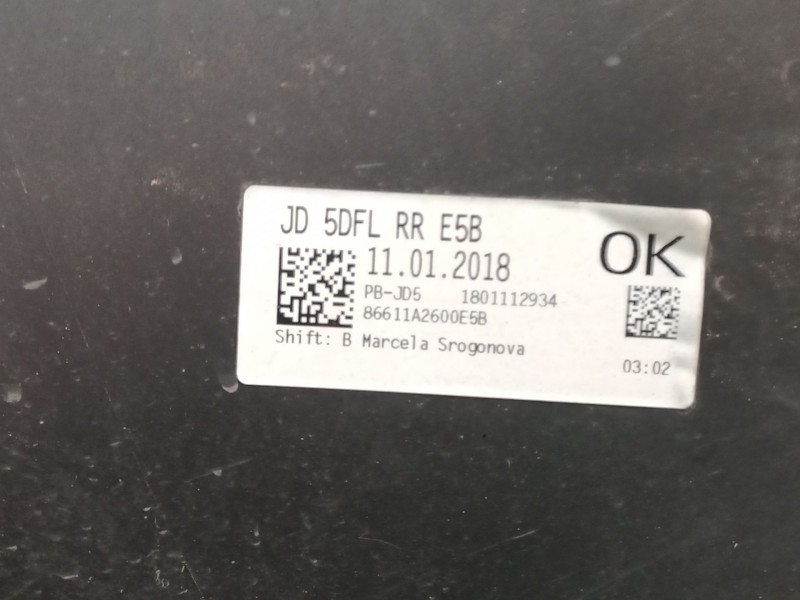 JD 5DFL RR E5B
OK
11.01.2018
PB-JD5 1801112934
86611A2600E5B
Shift: B Marcela Srogonova
03:02